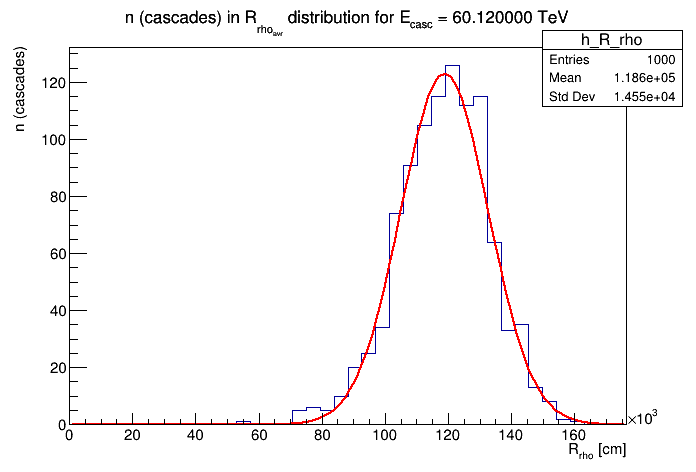 n (cascades) in R_rho_avr distribution for E_casc = 60.120000 TeV
h_R_rho
Entries 1000
Mean 1.186e+05
Std Dev 1.455e+04
n (cascades)
120
100
80
60
40
20
0
0 20 40 60 80 100 120 140 160
×10³
R_rho [cm]